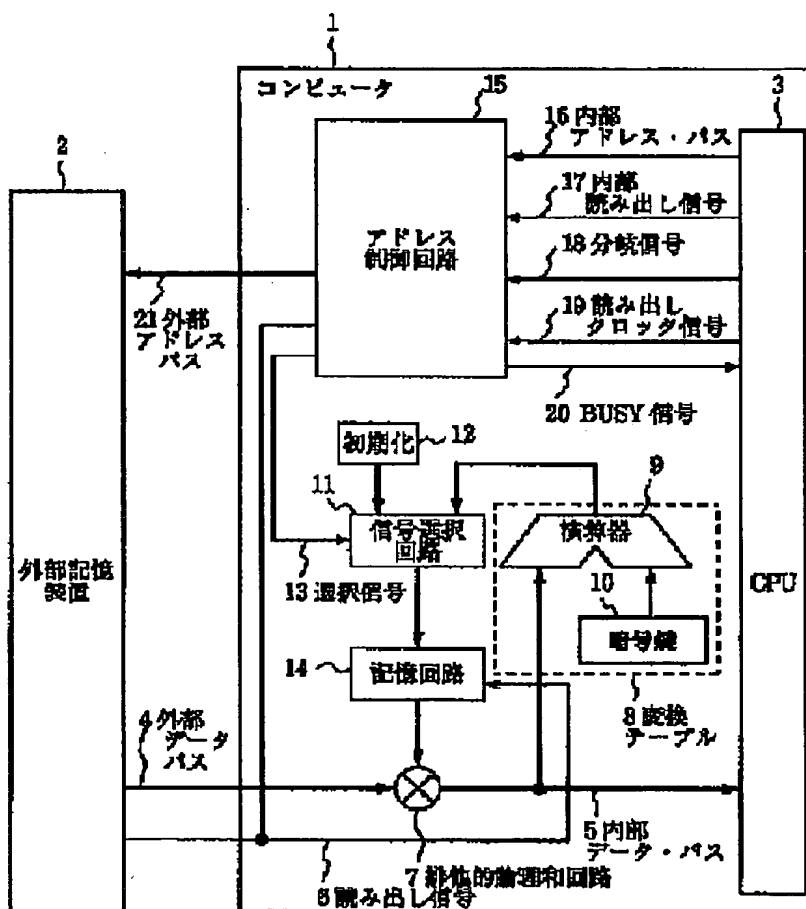 1
コンピュータ
15
3
2
16 内部
アドレス・バス
17 内部
読み出し信号
アドレス
制御回路
18 分岐信号
19 読み出し
クロック信号
21 外部
アドレス
バス
20 BUSY 信号
初期化
12
11
信号選択
回路
9
演算器
外部記憶
装置
13 選択信号
10
CPU
暗号鍵
14
記憶回路
8 変換
テーブル
4 外部
データ
バス
5 内部
データ・バス
7 排他的論理和回路
6 読み出し信号